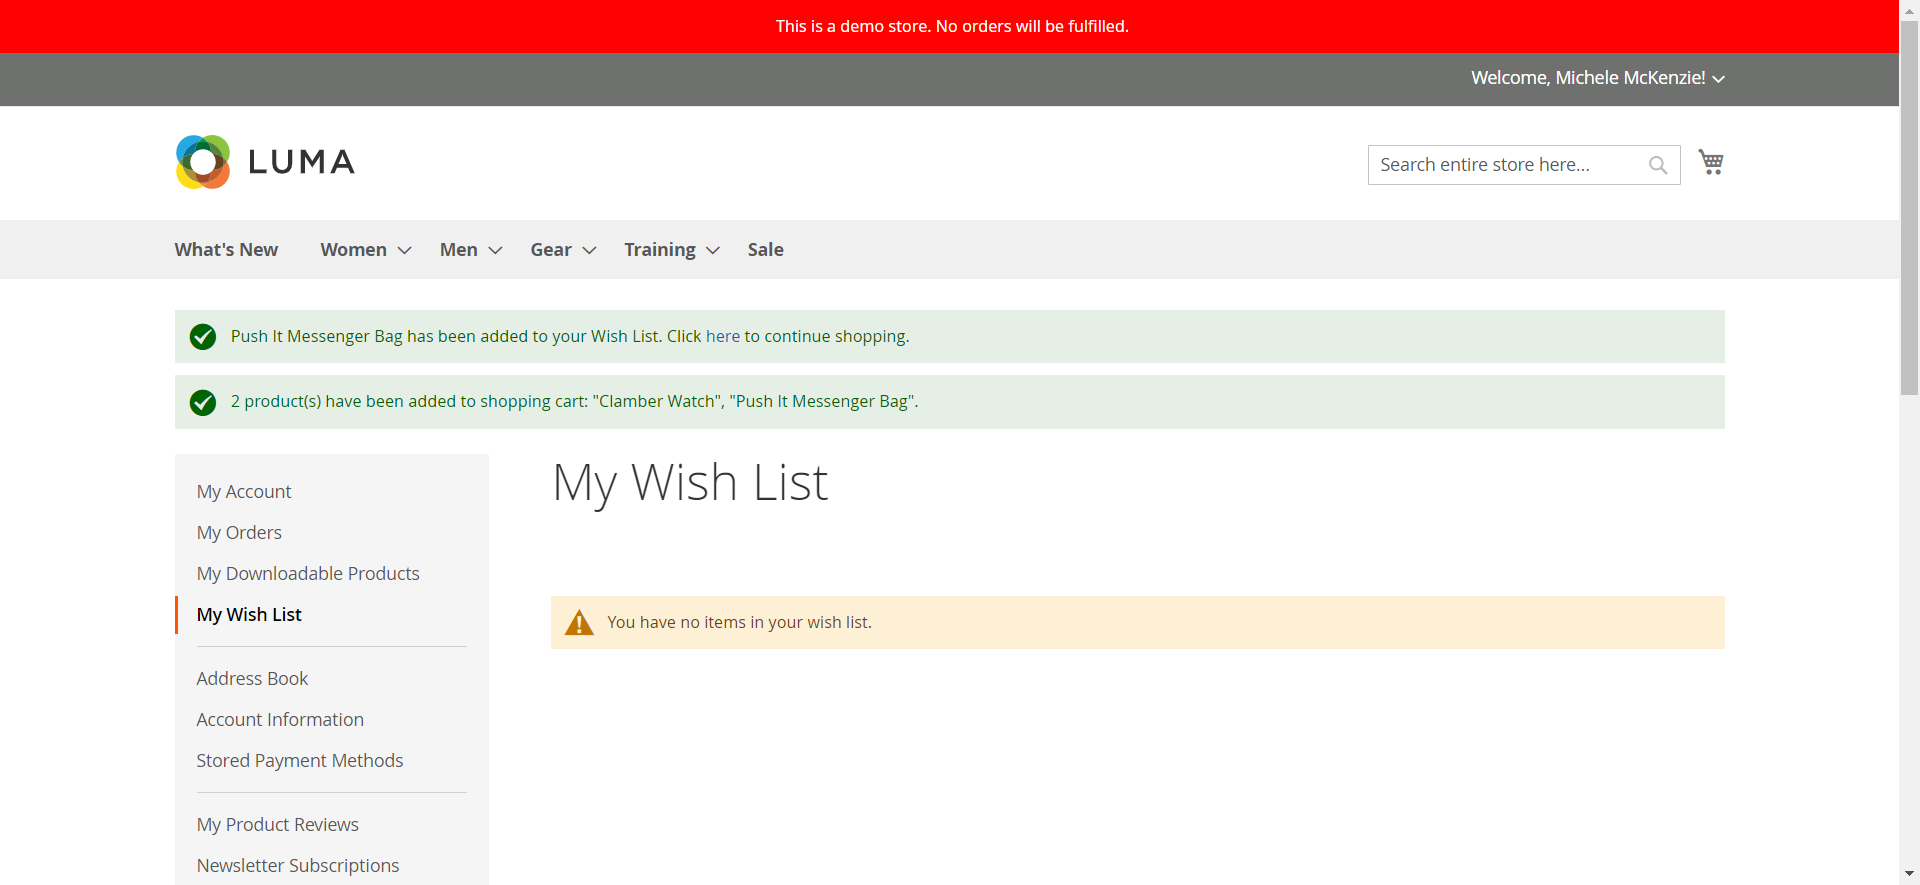 This is a demo store. No orders will be fulfilled.
Welcome, Michele McKenzie!
LUMA
Search entire store here...
What's New Women Men Gear Training Sale
Push It Messenger Bag has been added to your Wish List. Click here to continue shopping.
2 product(s) have been added to shopping cart: "Clamber Watch", "Push It Messenger Bag".
My Account
My Orders
My Downloadable Products
My Wish List
Address Book
Account Information
Stored Payment Methods
My Product Reviews
Newsletter Subscriptions
My Wish List
You have no items in your wish list.